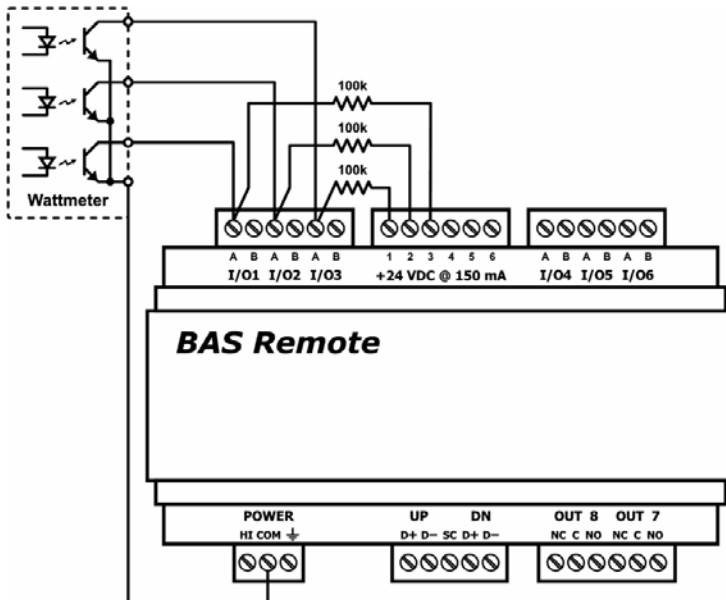 100k
100k
100k
Wattmeter
A B A B A B 1 2 3 4 5 6 A B A B A B
I/O1 I/O2 I/O3 +24 VDC @ 150 mA I/O4 I/O5 I/O6
BAS Remote
POWER UP DN OUT 8 OUT 7
HI COM D+ D− SC D+ D− NC C NO NC C NO